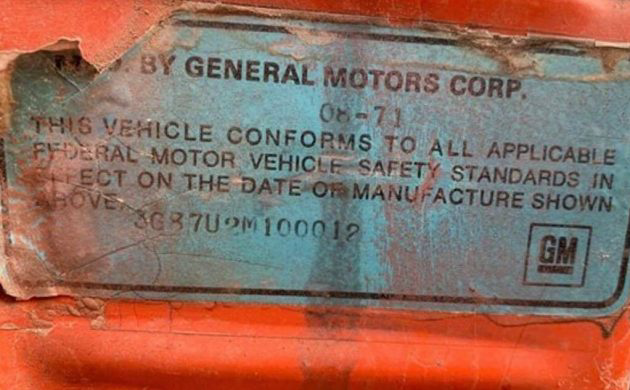 MFD. BY GENERAL MOTORS CORP.
08-71
THIS VEHICLE CONFORMS TO ALL APPLICABLE
FEDERAL MOTOR VEHICLE SAFETY STANDARDS IN
EFFECT ON THE DATE OF MANUFACTURE SHOWN
ABOVE.
3G87U2M100012
GM